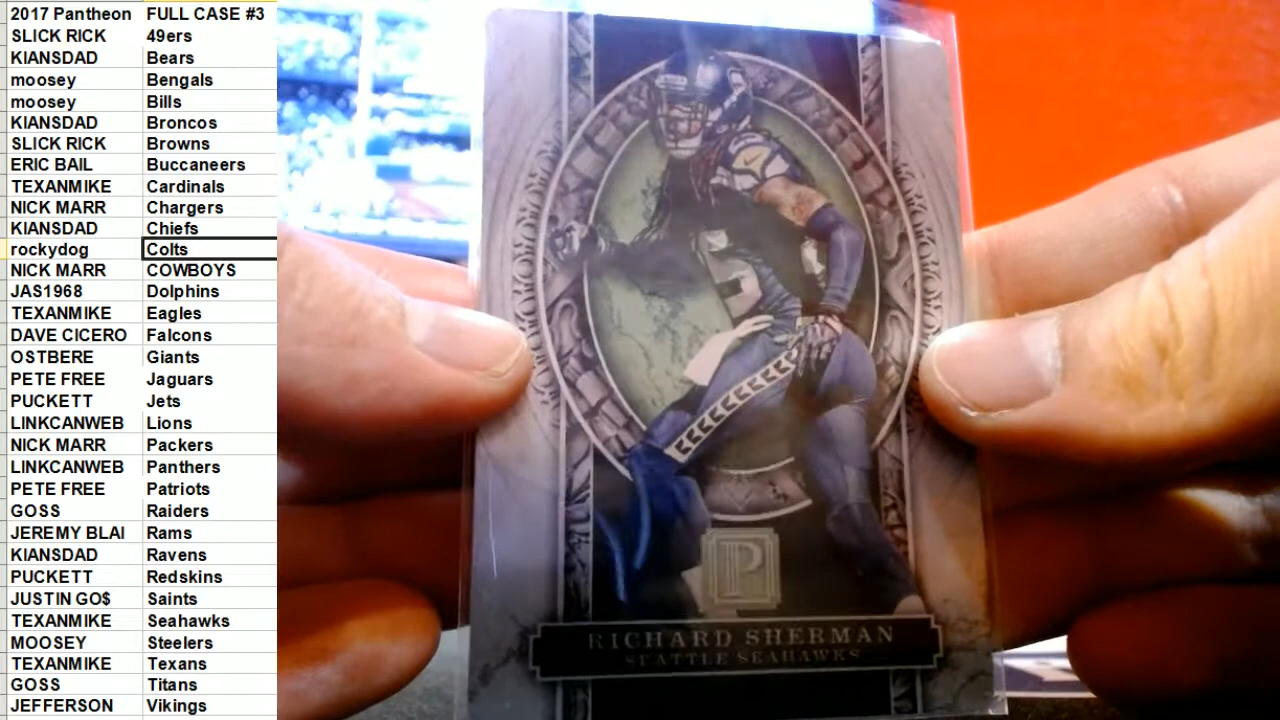 2017 Pantheon FULL CASE #3
SLICK RICK 49ers
KIANSDAD Bears
moosey Bengals
moosey Bills
KIANSDAD Broncos
SLICK RICK Browns
ERIC BAIL Buccaneers
TEXANMIKE Cardinals
NICK MARR Chargers
KIANSDAD Chiefs
rockydog Colts
NICK MARR COWBOYS
JAS1968 Dolphins
TEXANMIKE Eagles
DAVE CICERO Falcons
OSTBERE Giants
PETE FREE Jaguars
PUCKETT Jets
LINKCANWEB Lions
NICK MARR Packers
LINKCANWEB Panthers
PETE FREE Patriots
GOSS Raiders
JEREMY BLAI Rams
KIANSDAD Ravens
PUCKETT Redskins
JUSTIN GO$ Saints
TEXANMIKE Seahawks
MOOSEY Steelers
TEXANMIKE Texans
GOSS Titans
JEFFERSON Vikings
P
RICHARD SHERMAN
SEATTLE SEAHAWKS